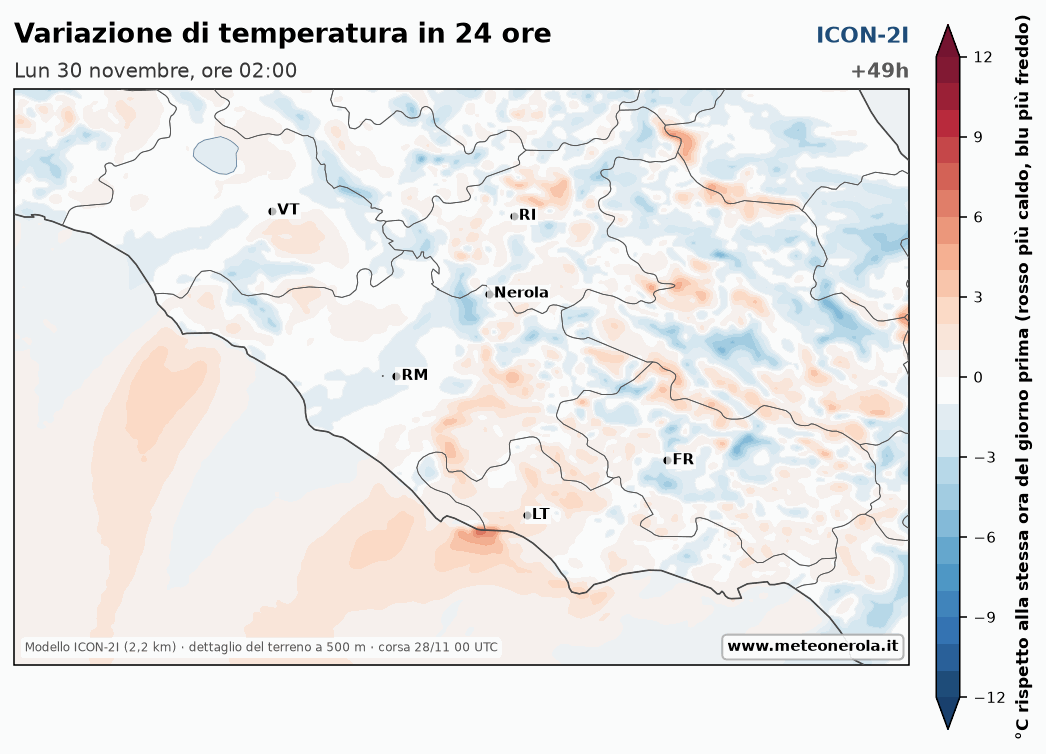 Variazione di temperatura in 24 ore
ICON-2I
Lun 30 novembre, ore 02:00
+49h
VT
RI
Nerola
RM
FR
LT
Modello ICON-2I (2,2 km) · dettaglio del terreno a 500 m · corsa 28/11 00 UTC
www.meteonerola.it
12
9
6
3
0
−3
−6
−9
−12
°C rispetto alla stessa ora del giorno prima (rosso più caldo, blu più freddo)